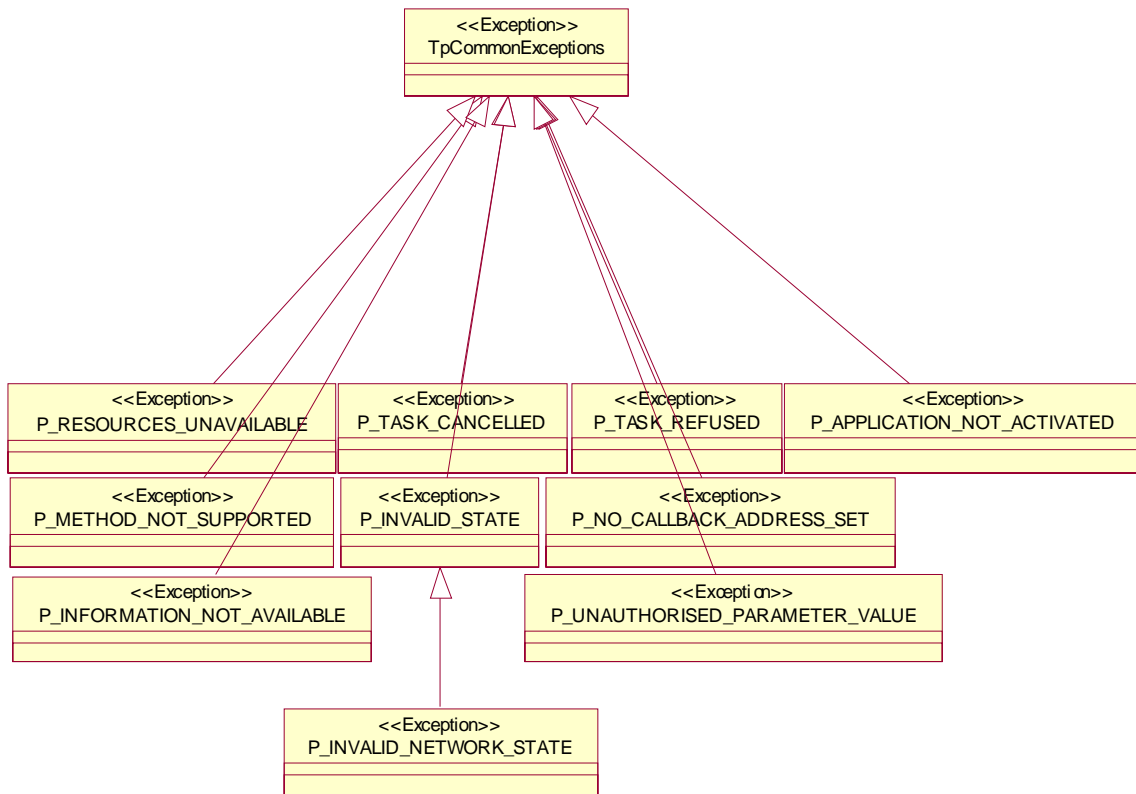 <<Exception>>
TpCommonExceptions
<<Exception>>
P_RESOURCES_UNAVAILABLE
<<Exception>>
P_TASK_CANCELLED
<<Exception>>
P_TASK_REFUSED
<<Exception>>
P_APPLICATION_NOT_ACTIVATED
<<Exception>>
P_METHOD_NOT_SUPPORTED
<<Exception>>
P_INVALID_STATE
<<Exception>>
P_NO_CALLBACK_ADDRESS_SET
<<Exception>>
P_INFORMATION_NOT_AVAILABLE
<<Exception>>
P_UNAUTHORISED_PARAMETER_VALUE
<<Exception>>
P_INVALID_NETWORK_STATE